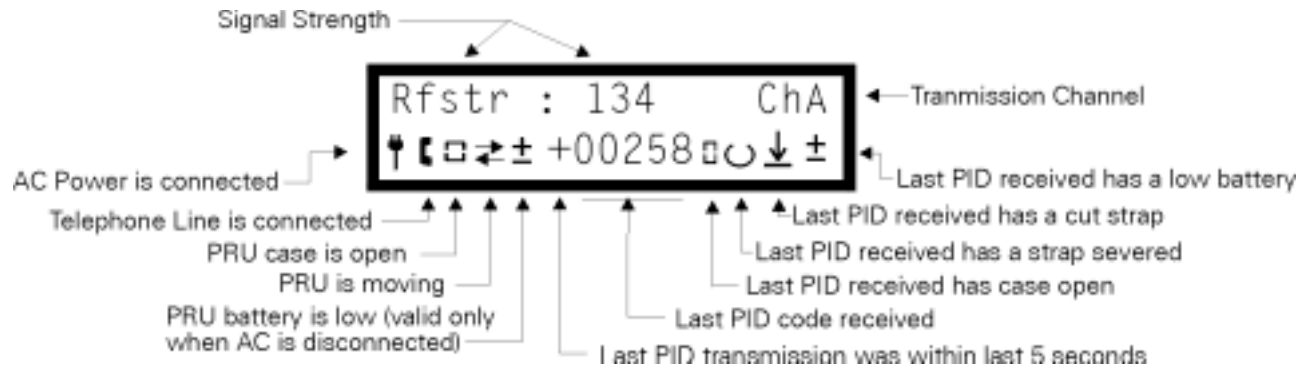 Signal Strength
Rfstr : 134 ChA
Tranmission Channel
+00258 ±
AC Power is connected
Last PID received has a low battery
Telephone Line is connected
Last PID received has a cut strap
PRU case is open
Last PID received has a strap severed
PRU is moving
Last PID received has case open
PRU battery is low (valid only
when AC is disconnected)
Last PID code received
Last PID transmission was within last 5 seconds